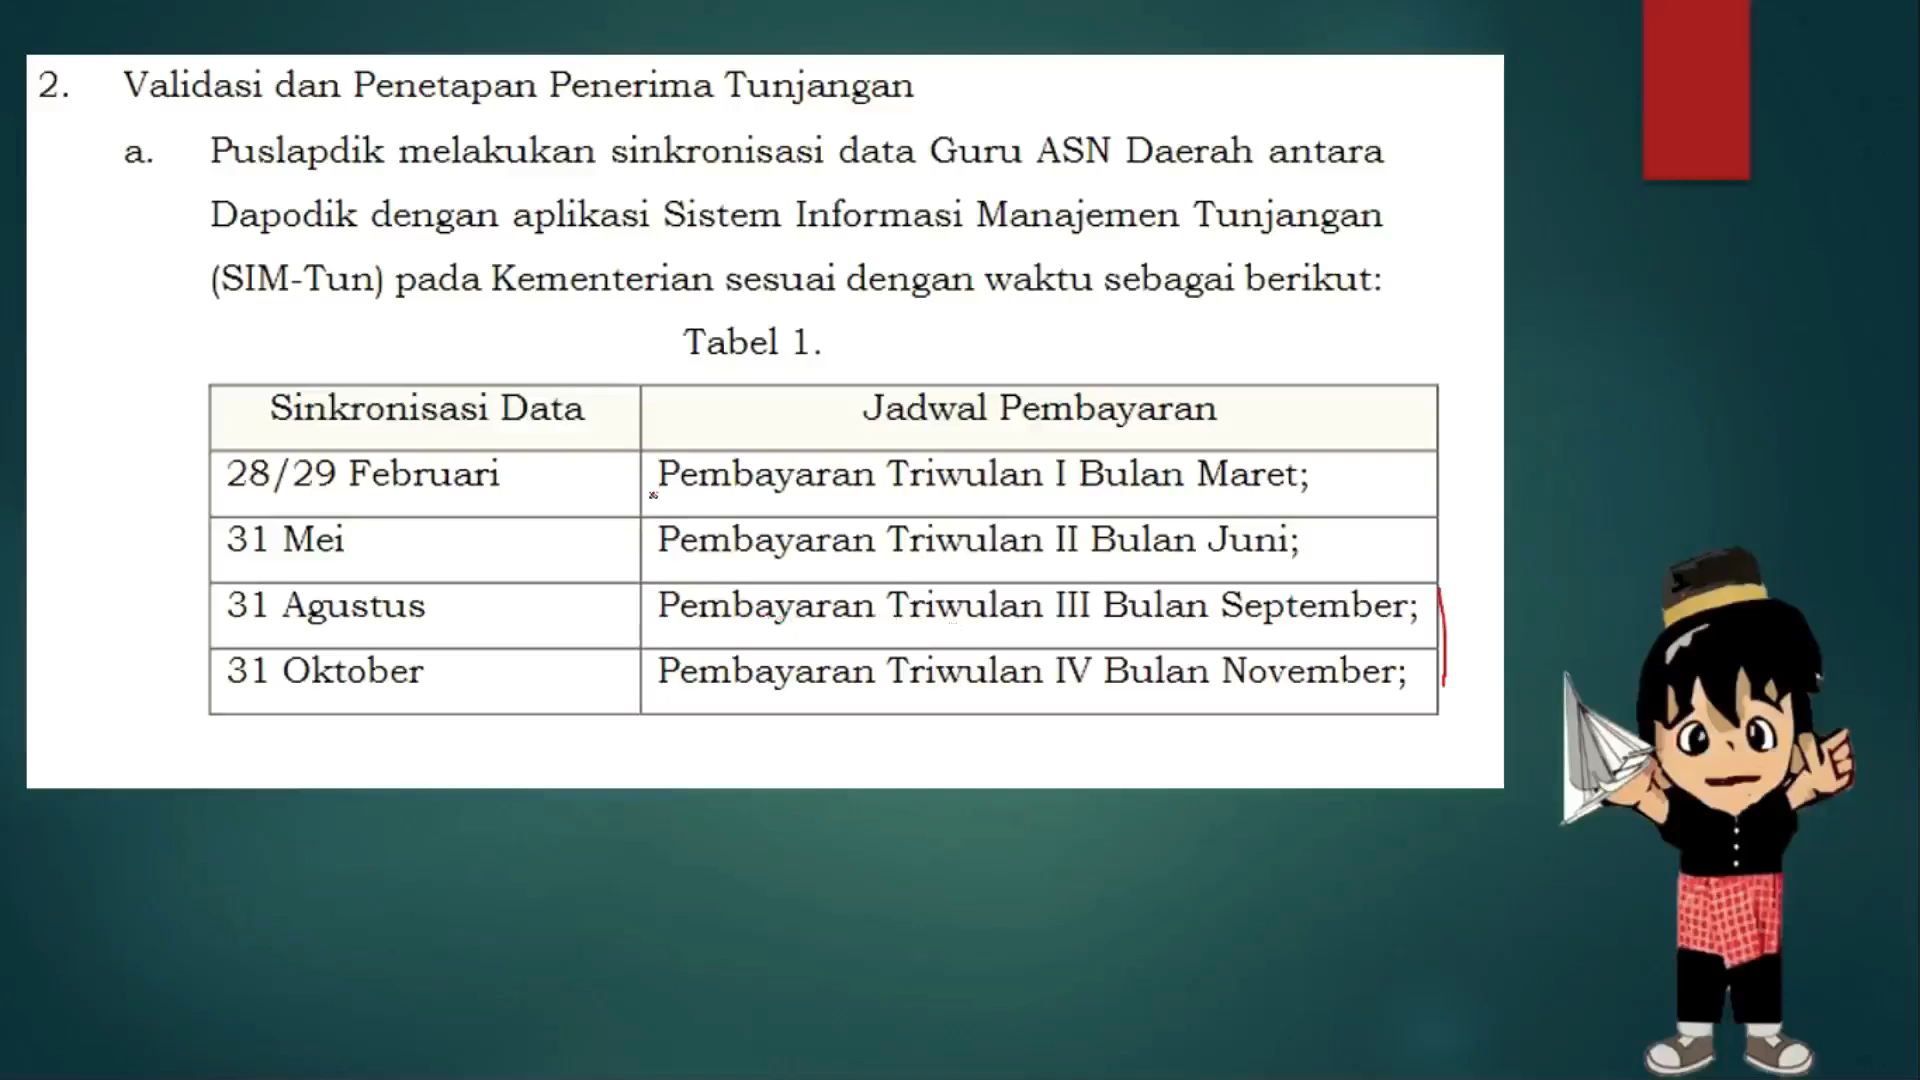 2. Validasi dan Penetapan Penerima Tunjangan
a. Puslapdik melakukan sinkronisasi data Guru ASN Daerah antara
Dapodik dengan aplikasi Sistem Informasi Manajemen Tunjangan
(SIM-Tun) pada Kementerian sesuai dengan waktu sebagai berikut:
Tabel 1.
Sinkronisasi Data Jadwal Pembayaran
28/29 Februari Pembayaran Triwulan I Bulan Maret;
31 Mei Pembayaran Triwulan II Bulan Juni;
31 Agustus Pembayaran Triwulan III Bulan September;
31 Oktober Pembayaran Triwulan IV Bulan November;